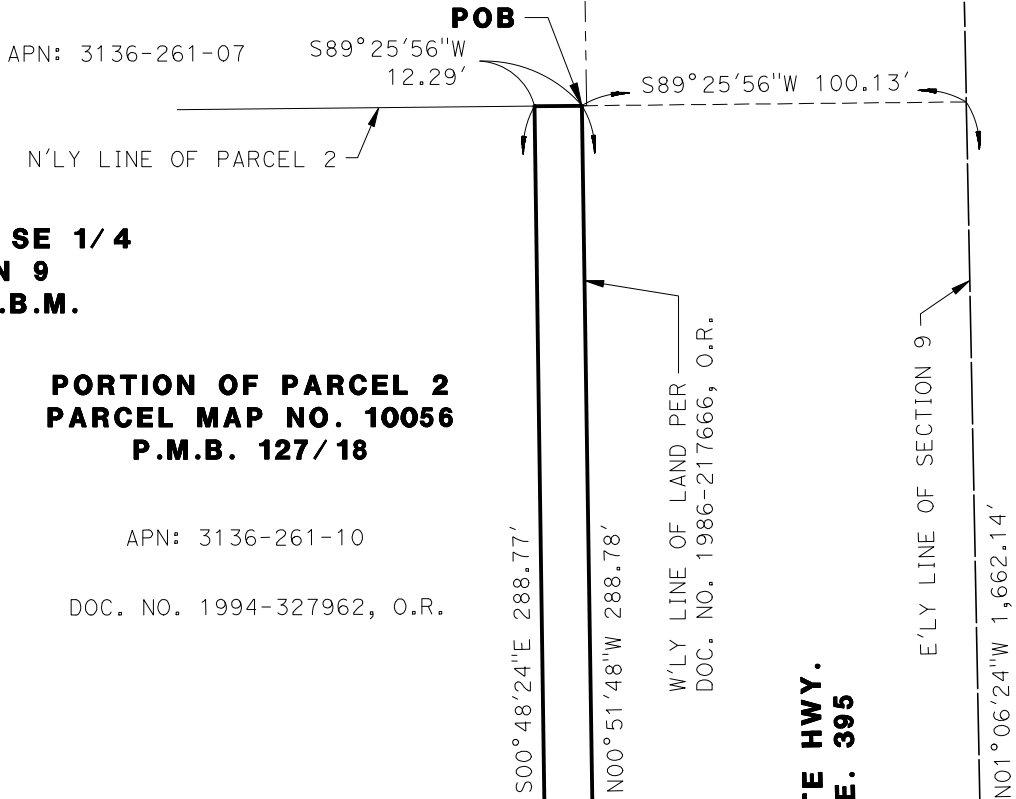 POB
APN: 3136-261-07
S89°25′56"W
12.29′
S89°25′56"W 100.13′
N′LY LINE OF PARCEL 2
SE 1/4
N 9
.B.M.
PORTION OF PARCEL 2
PARCEL MAP NO. 10056
P.M.B. 127/18
APN: 3136-261-10
DOC. NO. 1994-327962, O.R.
S00°48′24"E 288.77′
N00°51′48"W 288.78′
W′LY LINE OF LAND PER
DOC. NO. 1986-217666, O.R.
TE HWY.
E. 395
E′LY LINE OF SECTION 9
N01°06′24"W 1,662.14′